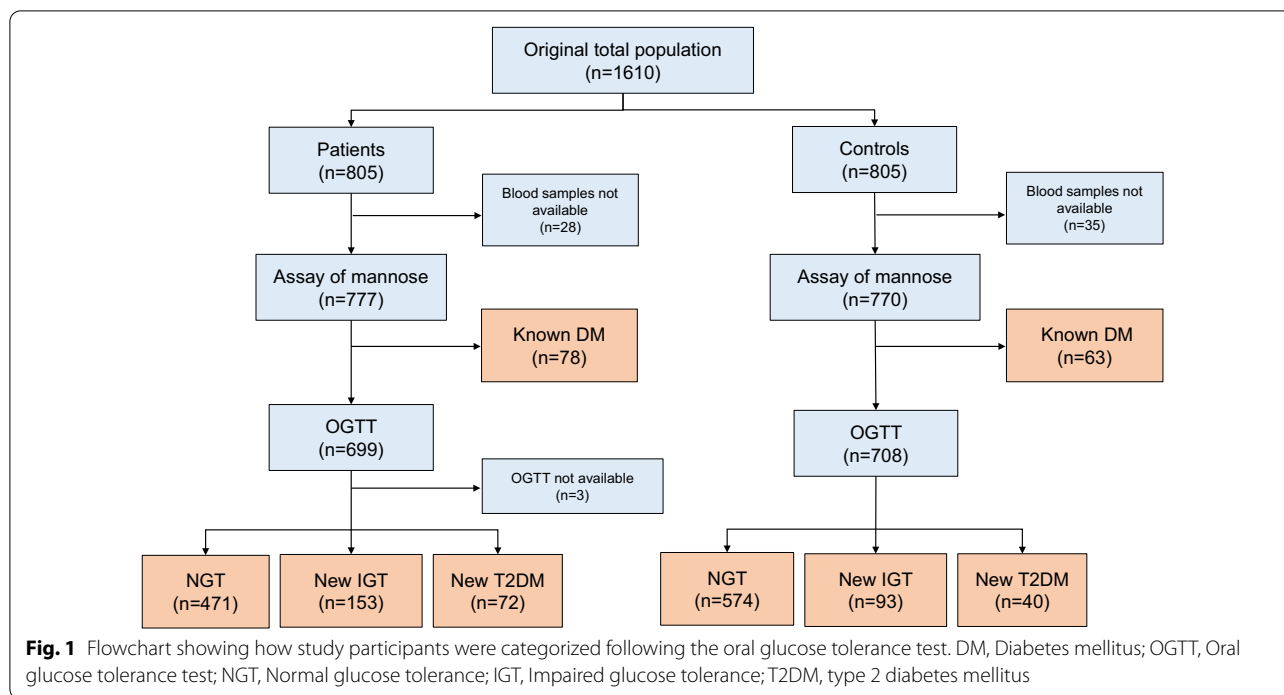 Original total population
(n=1610)
Patients
(n=805)
Controls
(n=805)
Blood samples not
available
(n=28)
Blood samples not
available
(n=35)
Assay of mannose
(n=777)
Assay of mannose
(n=770)
Known DM
(n=78)
Known DM
(n=63)
OGTT
(n=699)
OGTT
(n=708)
OGTT not available
(n=3)
NGT
(n=471)
New IGT
(n=153)
New T2DM
(n=72)
NGT
(n=574)
New IGT
(n=93)
New T2DM
(n=40)
Fig. 1 Flowchart showing how study participants were categorized following the oral glucose tolerance test. DM, Diabetes mellitus; OGTT, Oral
glucose tolerance test; NGT, Normal glucose tolerance; IGT, Impaired glucose tolerance; T2DM, type 2 diabetes mellitus